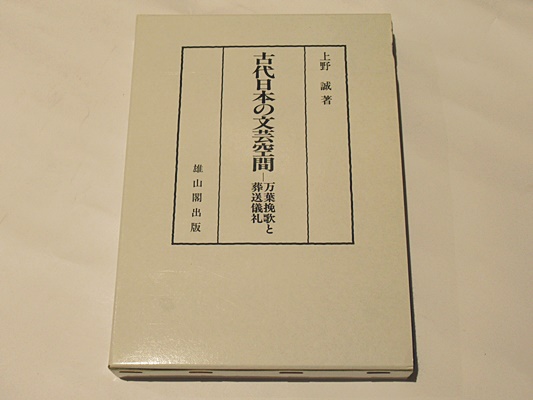 上野 誠 著
古代日本の文芸空間
―万葉挽歌と
葬送儀礼
雄山閣出版